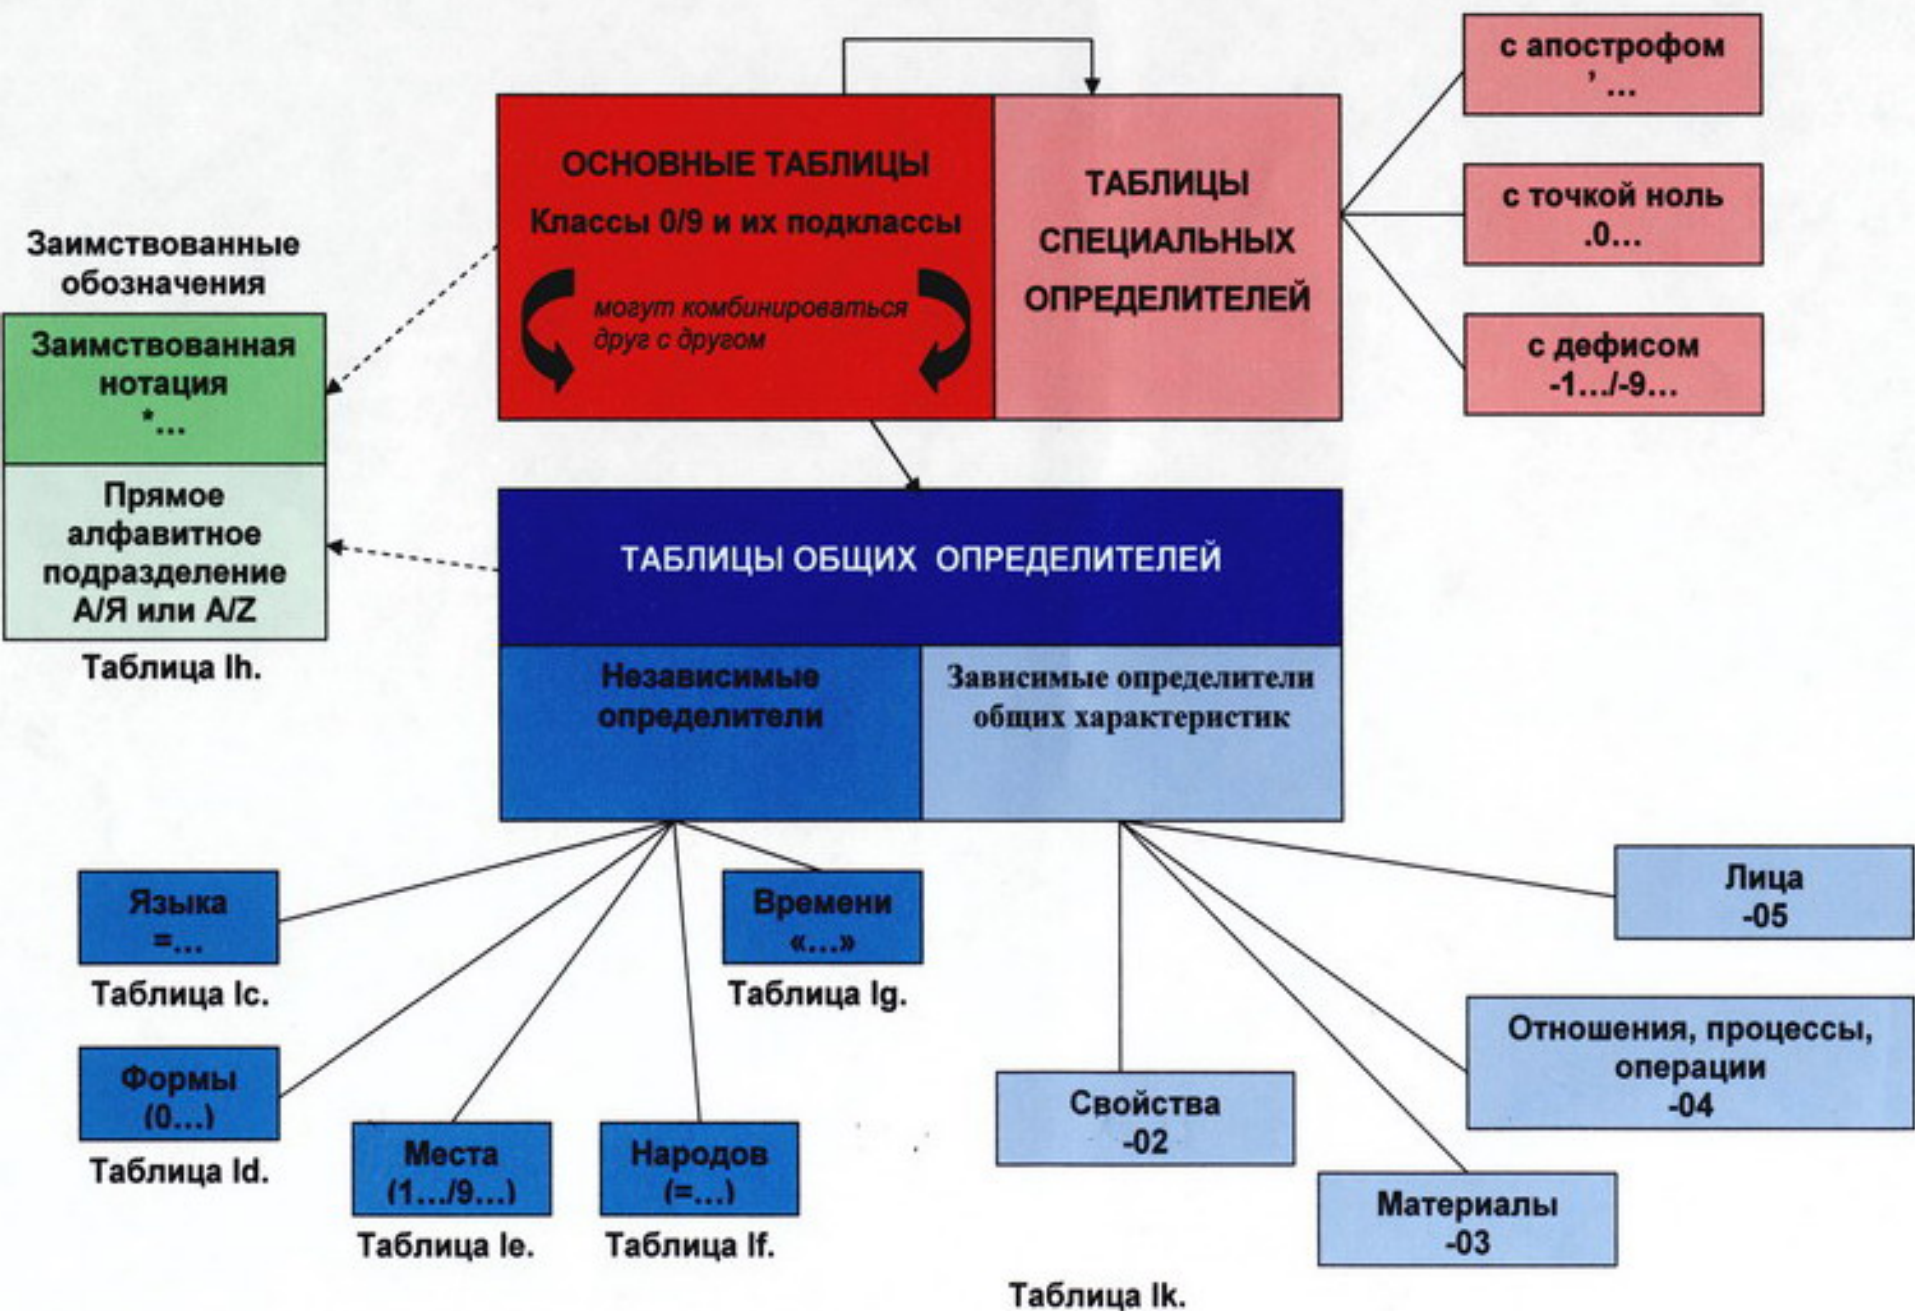 с апострофом
’ ...
ОСНОВНЫЕ ТАБЛИЦЫ
Классы 0/9 и их подклассы
могут комбинироваться
друг с другом
ТАБЛИЦЫ
СПЕЦИАЛЬНЫХ
ОПРЕДЕЛИТЕЛЕЙ
с точкой ноль
.0...
с дефисом
-1.../-9...
Заимствованные
обозначения
Заимствованная
нотация
*...
Прямое
алфавитное
подразделение
А/Я или A/Z
Таблица Ih.
ТАБЛИЦЫ ОБЩИХ ОПРЕДЕЛИТЕЛЕЙ
Независимые
определители
Зависимые определители
общих характеристик
Языка
=...
Таблица Ic.
Времени
«...»
Таблица Ig.
Формы
(0...)
Таблица Id.
Места
(1.../9...)
Таблица Ie.
Народов
(=...)
Таблица If.
Лица
-05
Отношения, процессы,
операции
-04
Свойства
-02
Материалы
-03
Таблица Ik.